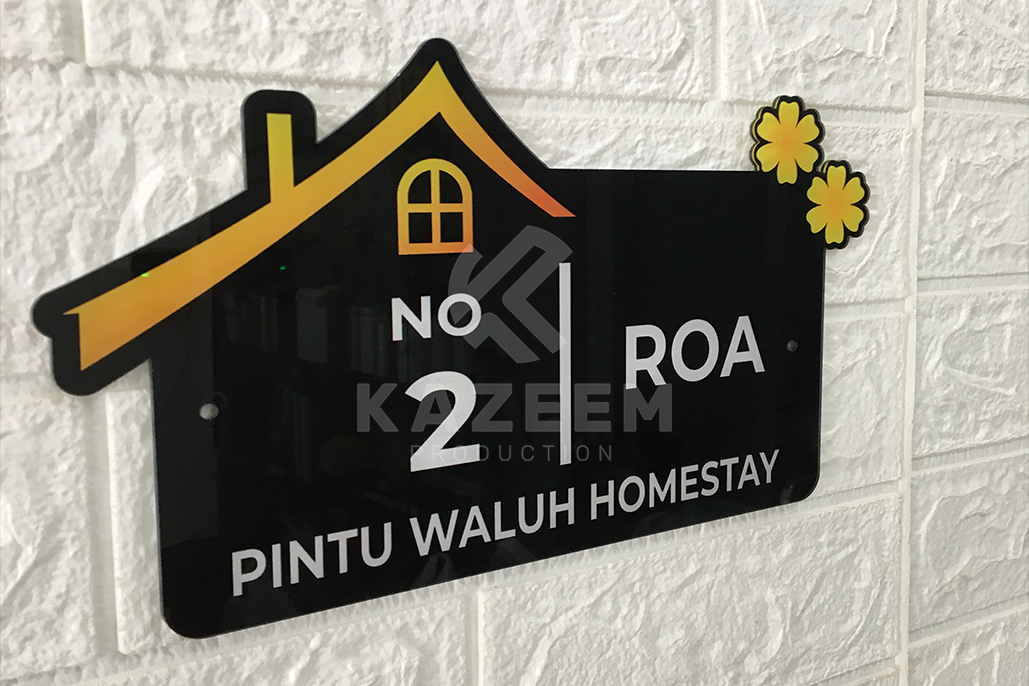 NO
2
ROA
PINTU WALUH HOMESTAY
KAZEEM
PRODUCTION